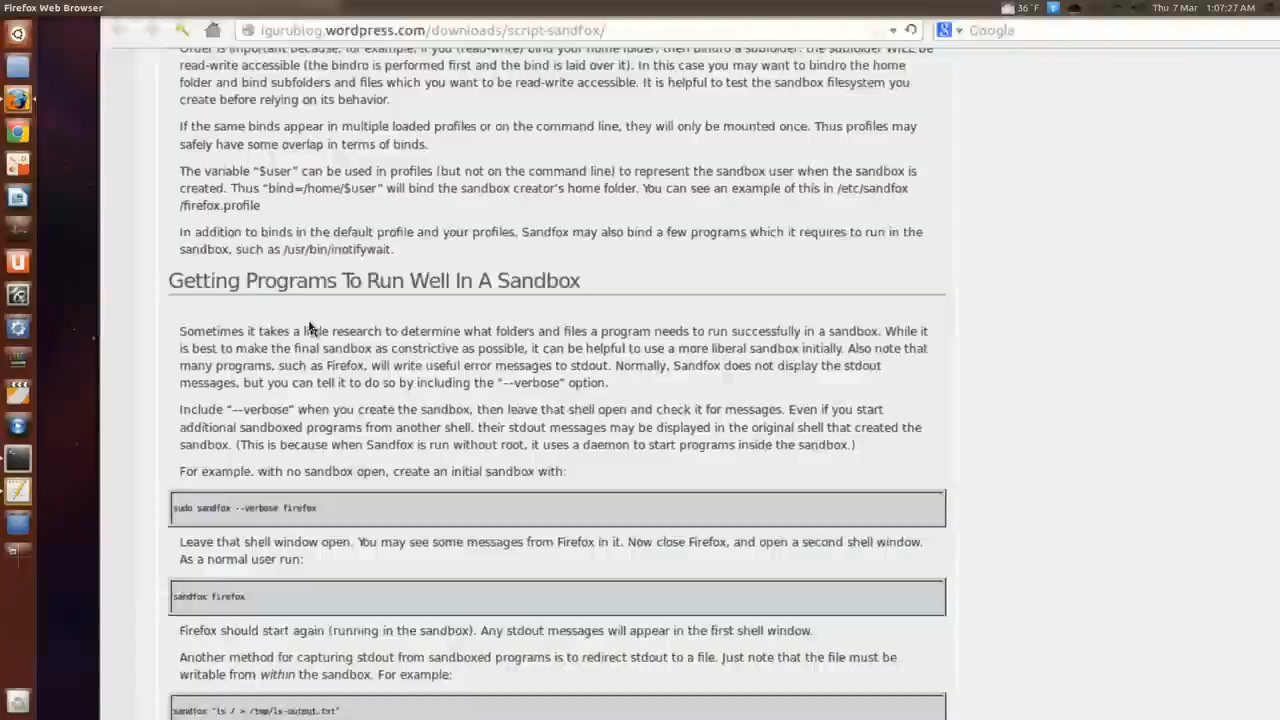 Firefox Web Browser
36 °F
Thu 7 Mar
1:07:27 AM
igurublog.wordpress.com/downloads/script-sandfox/
Google
Order is important because, for example, if you (read-write) bind your home folder, then bindro a subfolder, the subfolder WILL be
read-write accessible (the bindro is performed first and the bind is laid over it). In this case you may want to bindro the home
folder and bind subfolders and files which you want to be read-write accessible. It is helpful to test the sandbox filesystem you
create before relying on its behavior.
If the same binds appear in multiple loaded profiles or on the command line, they will only be mounted once. Thus profiles may
safely have some overlap in terms of binds.
The variable “$user” can be used in profiles (but not on the command line) to represent the sandbox user when the sandbox is
created. Thus “bind=/home/$user” will bind the sandbox creator’s home folder. You can see an example of this in /etc/sandfox
/firefox.profile
In addition to binds in the default profile and your profiles, Sandfox may also bind a few programs which it requires to run in the
sandbox, such as /usr/bin/inotifywait.
Getting Programs To Run Well In A Sandbox
Sometimes it takes a little research to determine what folders and files a program needs to run successfully in a sandbox. While it
is best to make the final sandbox as constrictive as possible, it can be helpful to use a more liberal sandbox initially. Also note that
many programs, such as Firefox, will write useful error messages to stdout. Normally, Sandfox does not display the stdout
messages, but you can tell it to do so by including the “--verbose” option.
Include “--verbose” when you create the sandbox, then leave that shell open and check it for messages. Even if you start
additional sandboxed programs from another shell, their stdout messages may be displayed in the original shell that created the
sandbox. (This is because when Sandfox is run without root, it uses a daemon to start programs inside the sandbox.)
For example, with no sandbox open, create an initial sandbox with:
sudo sandfox --verbose firefox
Leave that shell window open. You may see some messages from Firefox in it. Now close Firefox, and open a second shell window.
As a normal user run:
sandfox firefox
Firefox should start again (running in the sandbox). Any stdout messages will appear in the first shell window.
Another method for capturing stdout from sandboxed programs is to redirect stdout to a file. Just note that the file must be
writable from within the sandbox. For example:
sandfox "ls / > /tmp/ls-output.txt"